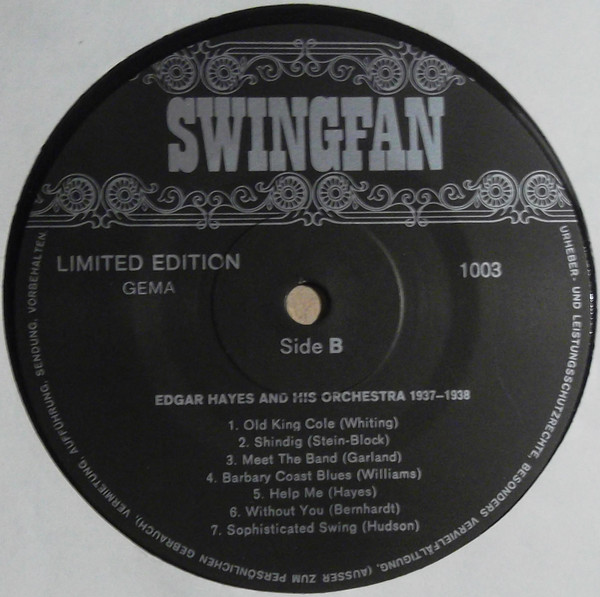 SWINGFAN
LIMITED EDITION
GEMA
1003
Side B
EDGAR HAYES AND HIS ORCHESTRA 1937–1938
1. Old King Cole (Whiting)
2. Shindig (Stein-Block)
3. Meet The Band (Garland)
4. Barbary Coast Blues (Williams)
5. Help Me (Hayes)
6. Without You (Bernhardt)
7. Sophisticated Swing (Hudson)
URHEBER- UND LEISTUNGSSCHUTZRECHTE, BESONDERS VERVIELFÄLTIGUNG, (AUSSER ZUM PERSÖNLICHEN GEBRAUCH), VERMIETUNG, AUFFÜHRUNG, SENDUNG, VORBEHALTEN